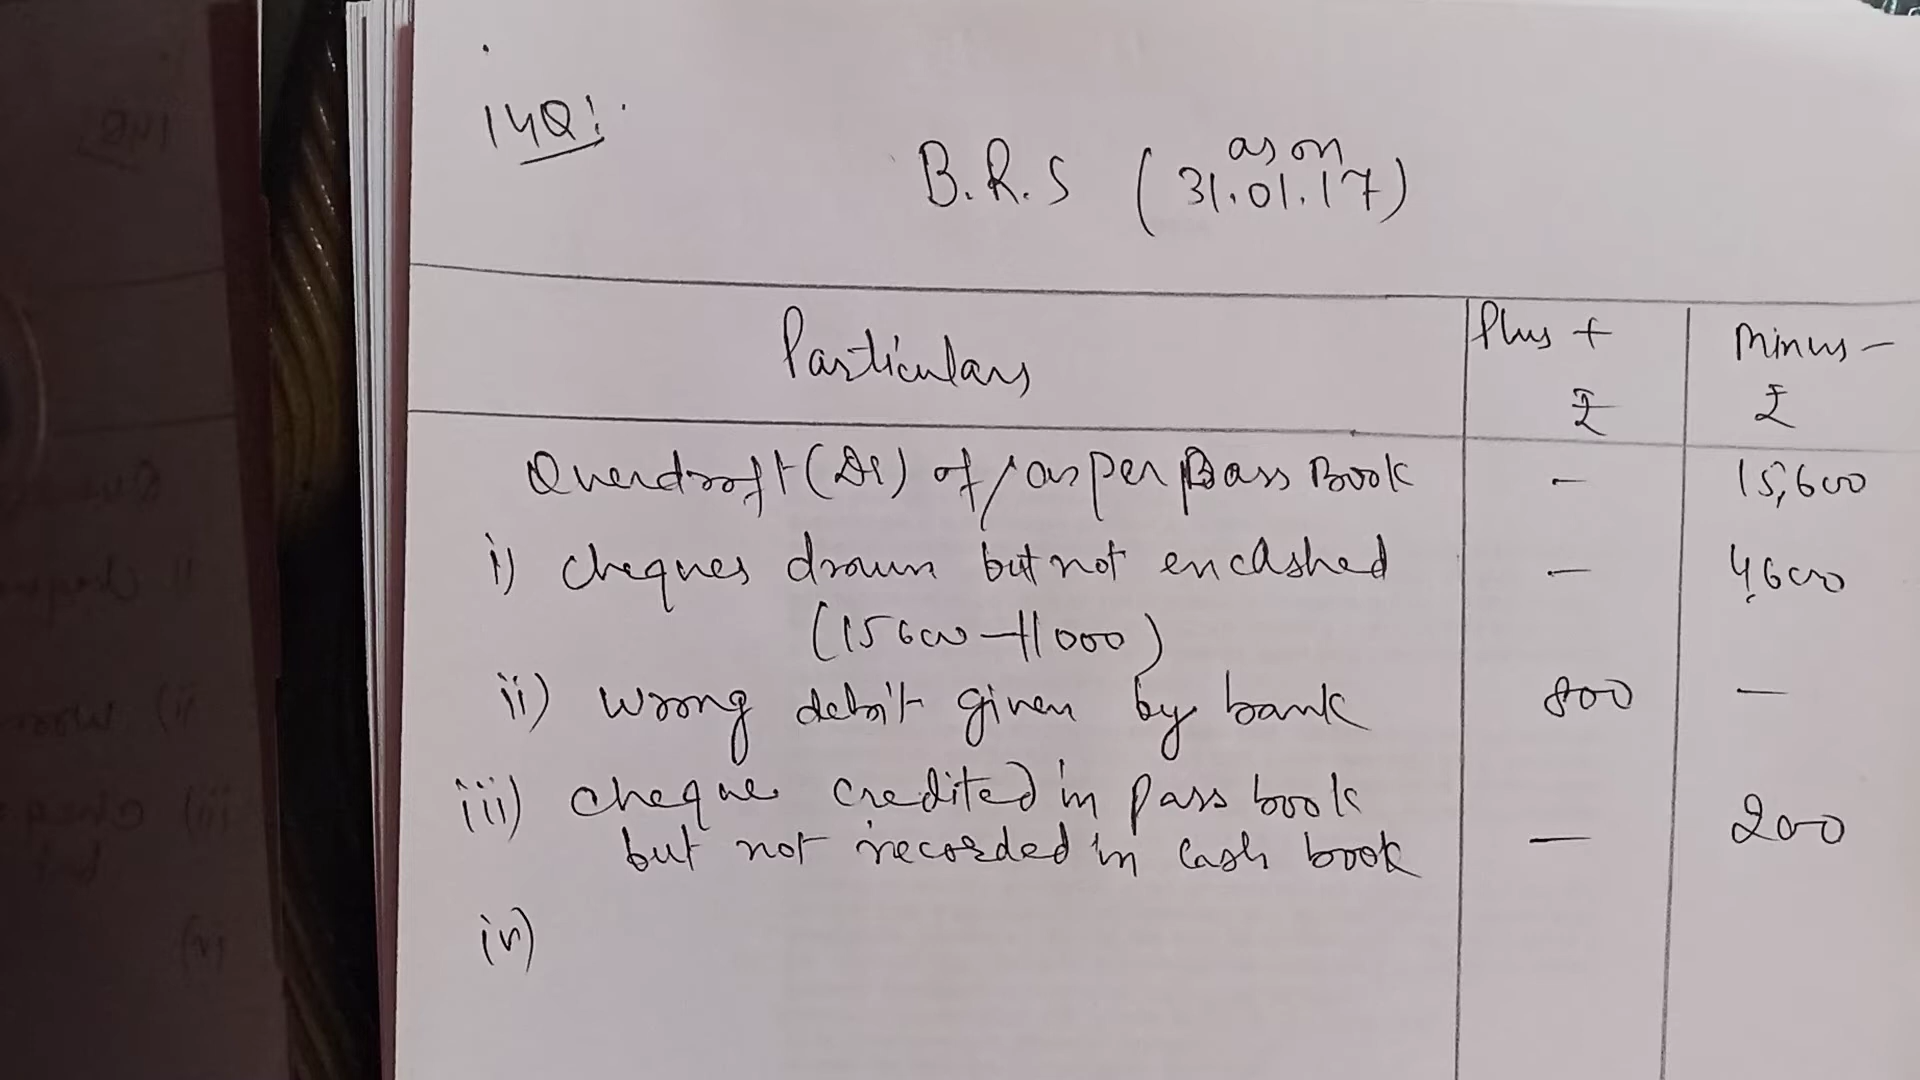 14Q!
B.R.S ( as on
31.01.17)
Particulars
Plus +
₹
Minus -
₹
Overdraft (Dr) of/as per Pass Book - 15,600
i) cheques drawn but not encashed - 4,600
(15600-11000)
ii) wrong debit given by bank 800 -
iii) cheque credited in pass book
but not recorded in cash book - 200
iv)